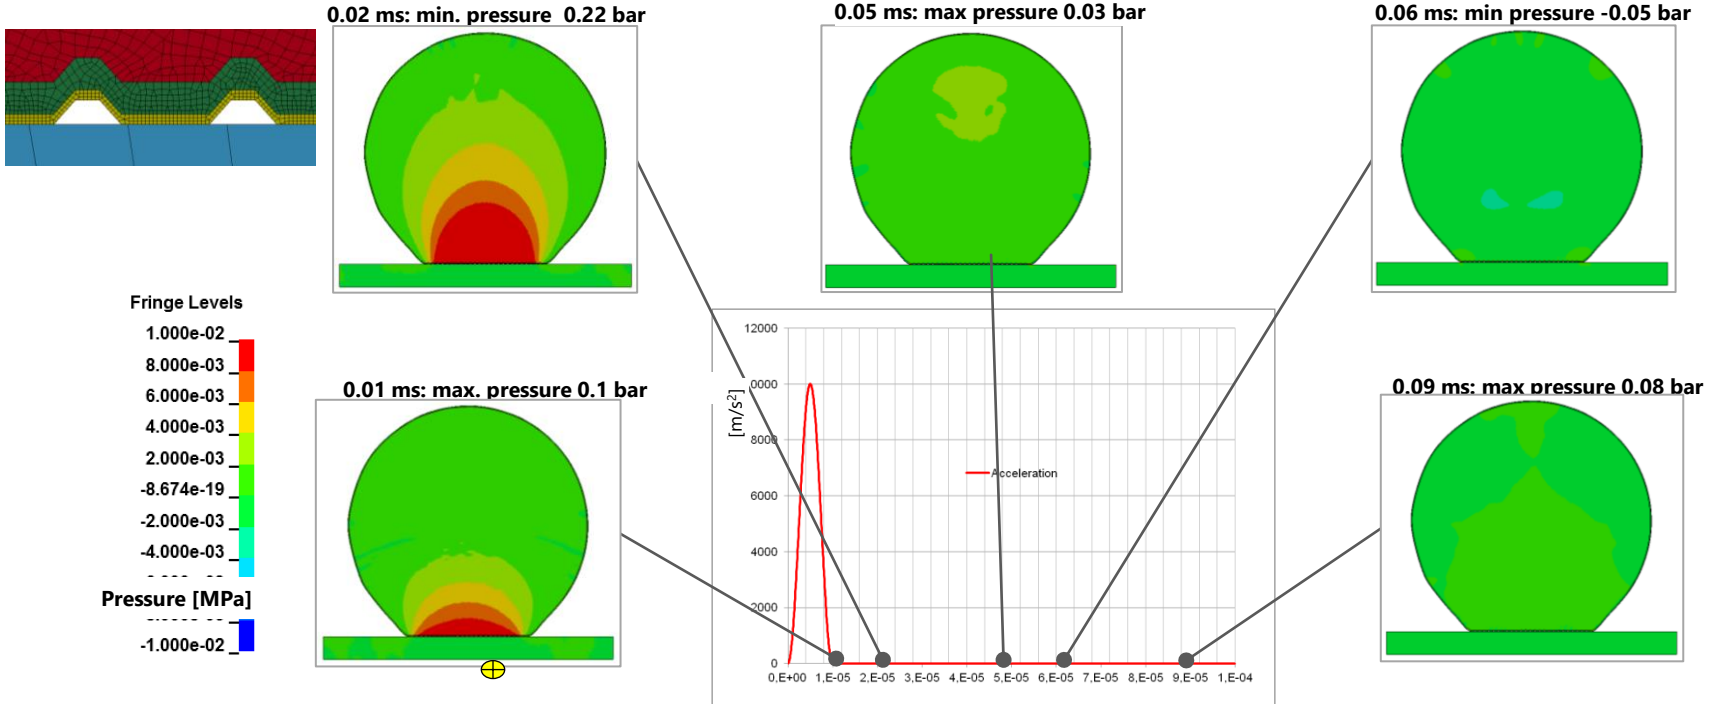 0.02 ms: min. pressure  0.22 bar
0.05 ms: max pressure 0.03 bar
0.06 ms: min pressure -0.05 bar
Fringe Levels
1.000e-02
8.000e-03
6.000e-03
4.000e-03
2.000e-03
-8.674e-19
-2.000e-03
-4.000e-03
Pressure [MPa]
-1.000e-02
0.01 ms: max. pressure 0.1 bar
0.09 ms: max pressure 0.08 bar
[m/s²]
12000
0000
8000
6000
4000
2000
0
Acceleration
0,E+00 1,E-05 2,E-05 3,E-05 4,E-05 5,E-05 6,E-05 7,E-05 8,E-05 9,E-05 1,E-04